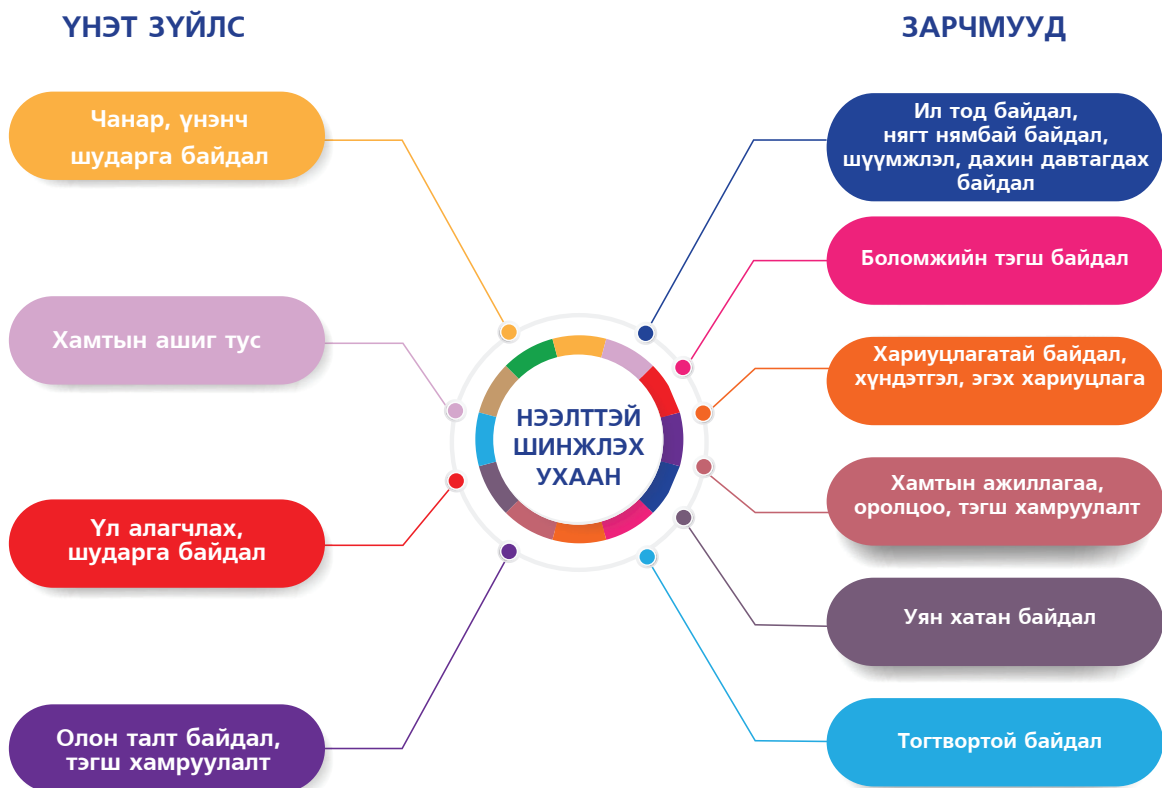 ҮНЭТ ЗҮЙЛС
Чанар, үнэнч
шударга байдал
Хамтын ашиг тус
Үл алагчлах,
шударга байдал
Олон талт байдал,
тэгш хамруулалт
НЭЭЛТТЭЙ
ШИНЖЛЭХ
УХААН
ЗАРЧМУУД
Ил тод байдал,
нягт нямбай байдал,
шүүмжлэл, дахин давтагдах
байдал
Боломжийн тэгш байдал
Хариуцлагатай байдал,
хүндэтгэл, эгэх хариуцлага
Хамтын ажиллагаа,
оролцоо, тэгш хамруулалт
Уян хатан байдал
Тогтвортой байдал